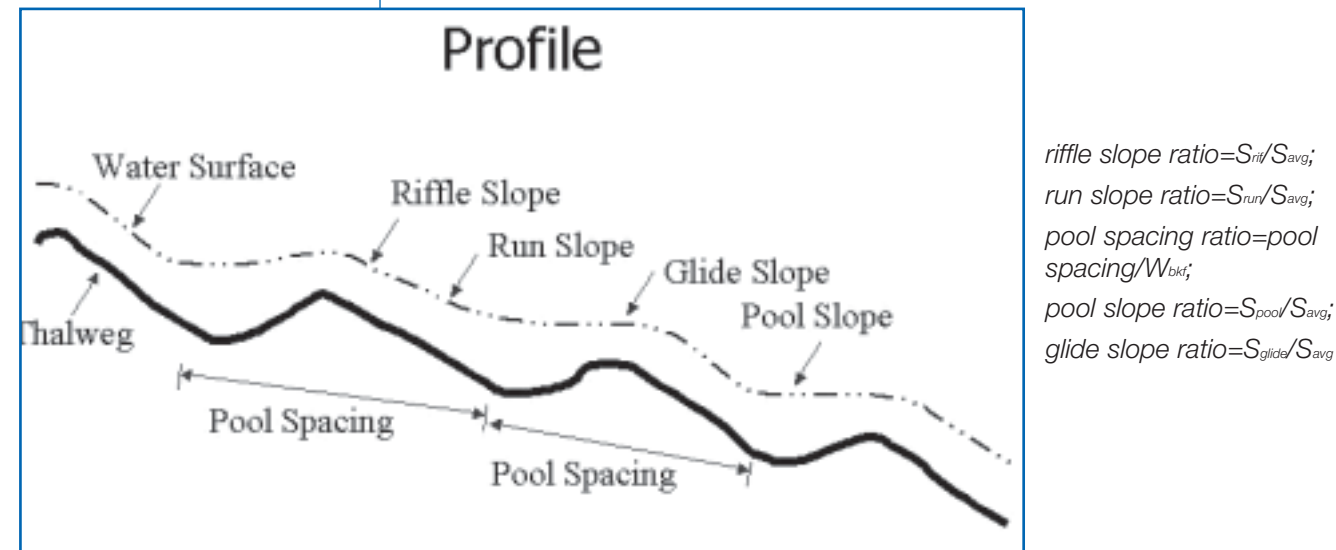 Profile
Water Surface
Riffle Slope
Run Slope
Glide Slope
Pool Slope
Thalweg
Pool Spacing
Pool Spacing
riffle slope ratio=Srif/Savg;
run slope ratio=Srun/Savg;
pool spacing ratio=pool
spacing/Wbkf;
pool slope ratio=Spool/Savg;
glide slope ratio=Sglide/Savg